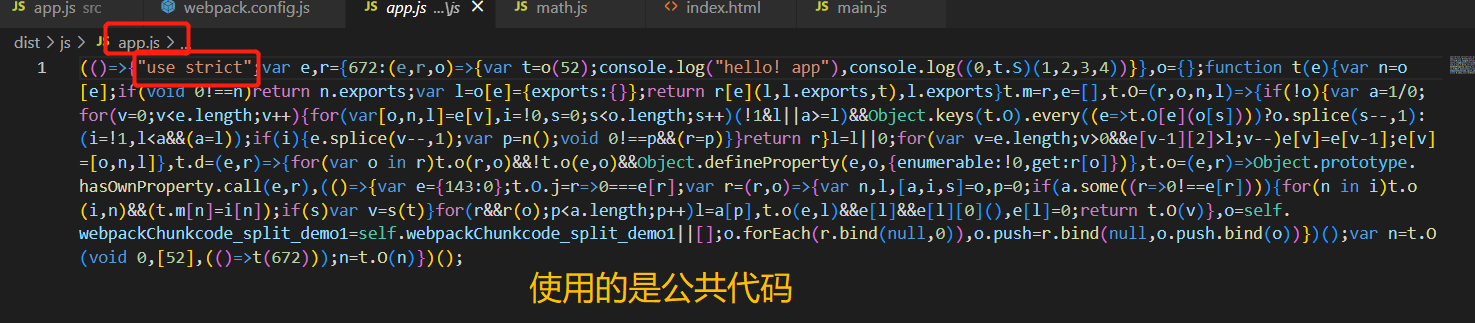 JS app.js src
webpack.config.js
JS app.js ...\js ×
JS math.js
<> index.html
JS main.js
dist > js > JS app.js > ...
1
(()=>{"use strict";var e,r={672:(e,r,o)=>{var t=o(52);console.log("hello! app"),console.log((0,t.S)(1,2,3,4))}},o={};function t(e){var n=o
[e];if(void 0!==n)return n.exports;var l=o[e]={exports:{}};return r[e](l,l.exports,t),l.exports}t.m=r,e=[],t.O=(r,o,n,l)=>{if(!o){var a=1/0;
for(v=0;v<e.length;v++){for(var[o,n,l]=e[v],i=!0,s=0;s<o.length;s++)(!1&l||a>=l)&&Object.keys(t.O).every((e=>t.O[e](o[s])))?o.splice(s--,1):
(i=!1,l<a&&(a=l));if(i){e.splice(v--,1);var p=n();void 0!==p&&(r=p)}}return r}l=l||0;for(var v=e.length;v>0&&e[v-1][2]>l;v--)e[v]=e[v-1];e[v]
=[o,n,l]},t.d=(e,r)=>{for(var o in r)t.o(r,o)&&!t.o(e,o)&&Object.defineProperty(e,o,{enumerable:!0,get:r[o]})},t.o=(e,r)=>Object.prototype.
hasOwnProperty.call(e,r),(()=>{var e={143:0};t.O.j=r=>0===e[r];var r=(r,o)=>{var n,l,[a,i,s]=o,p=0;if(a.some((r=>0!==e[r]))){for(n in i)t.o
(i,n)&&(t.m[n]=i[n]);if(s)var v=s(t)}for(r&&r(o);p<a.length;p++)l=a[p],t.o(e,l)&&e[l]&&e[l][0](),e[l]=0;return t.O(v)},o=self.
webpackChunkcode_split_demo1=self.webpackChunkcode_split_demo1||[];o.forEach(r.bind(null,0)),o.push=r.bind(null,o.push.bind(o))})();var n=t.O
(void 0,[52],(()=>t(672)));n=t.O(n)})();
使用的是公共代码